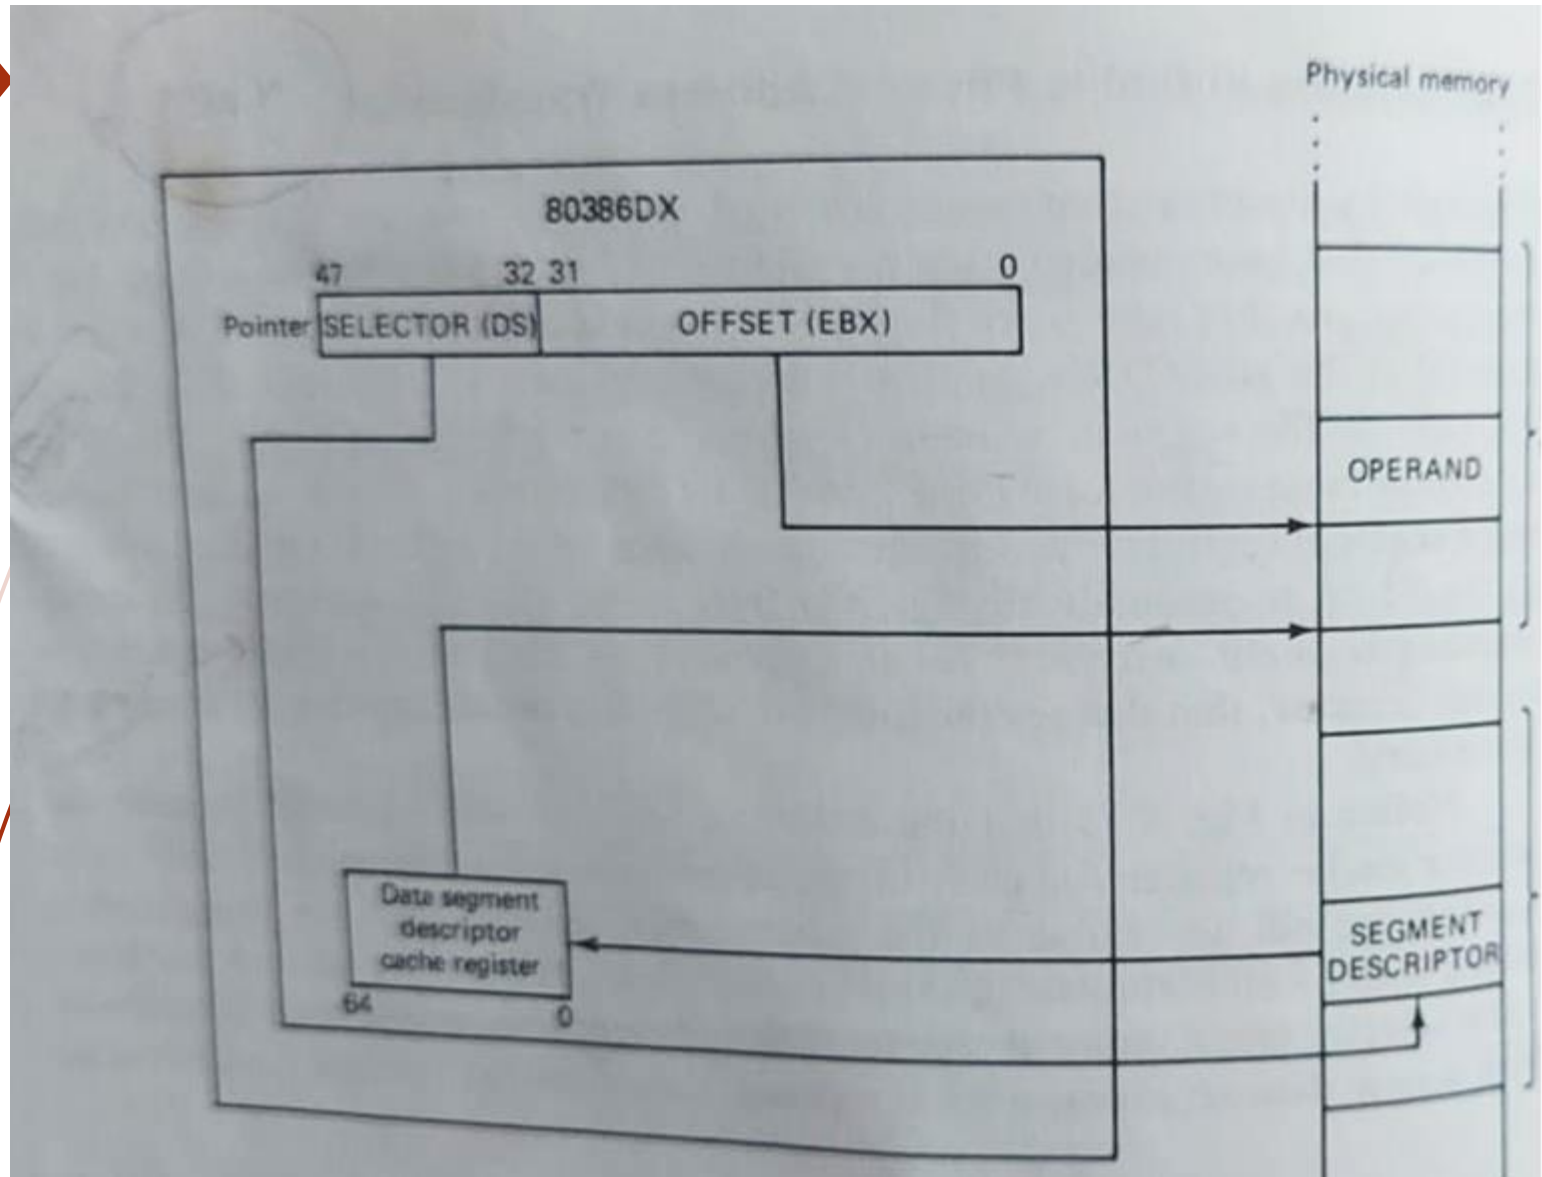 Physical memory
80386DX
47 32 31 0
Pointer SELECTOR (DS) OFFSET (EBX)
OPERAND
Data segment
descriptor
cache register
64 0
SEGMENT
DESCRIPTOR